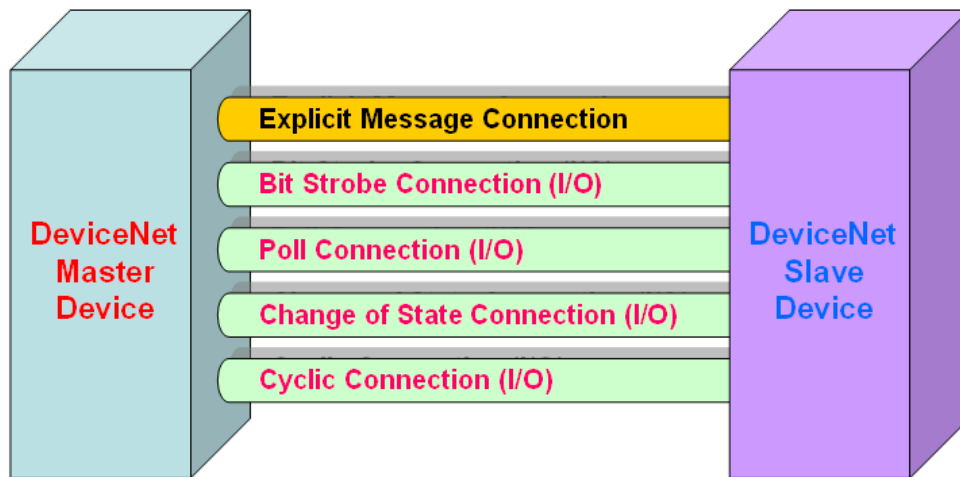 DeviceNet
Master
Device
Explicit Message Connection
Bit Strobe Connection (I/O)
Poll Connection (I/O)
Change of State Connection (I/O)
Cyclic Connection (I/O)
DeviceNet
Slave
Device